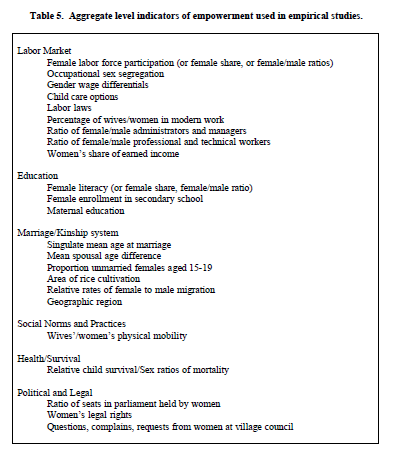 Table 5. Aggregate level indicators of empowerment used in empirical studies.
Labor Market
Female labor force participation (or female share, or female/male ratios)
Occupational sex segregation
Gender wage differentials
Child care options
Labor laws
Percentage of wives/women in modern work
Ratio of female/male administrators and managers
Ratio of female/male professional and technical workers
Women's share of earned income
Education
Female literacy (or female share, female/male ratio)
Female enrollment in secondary school
Maternal education
Marriage/Kinship system
Singulate mean age at marriage
Mean spousal age difference
Proportion unmarried females aged 15-19
Area of rice cultivation
Relative rates of female to male migration
Geographic region
Social Norms and Practices
Wives'/women's physical mobility
Health/Survival
Relative child survival/Sex ratios of mortality
Political and Legal
Ratio of seats in parliament held by women
Women's legal rights
Questions, complains, requests from women at village council